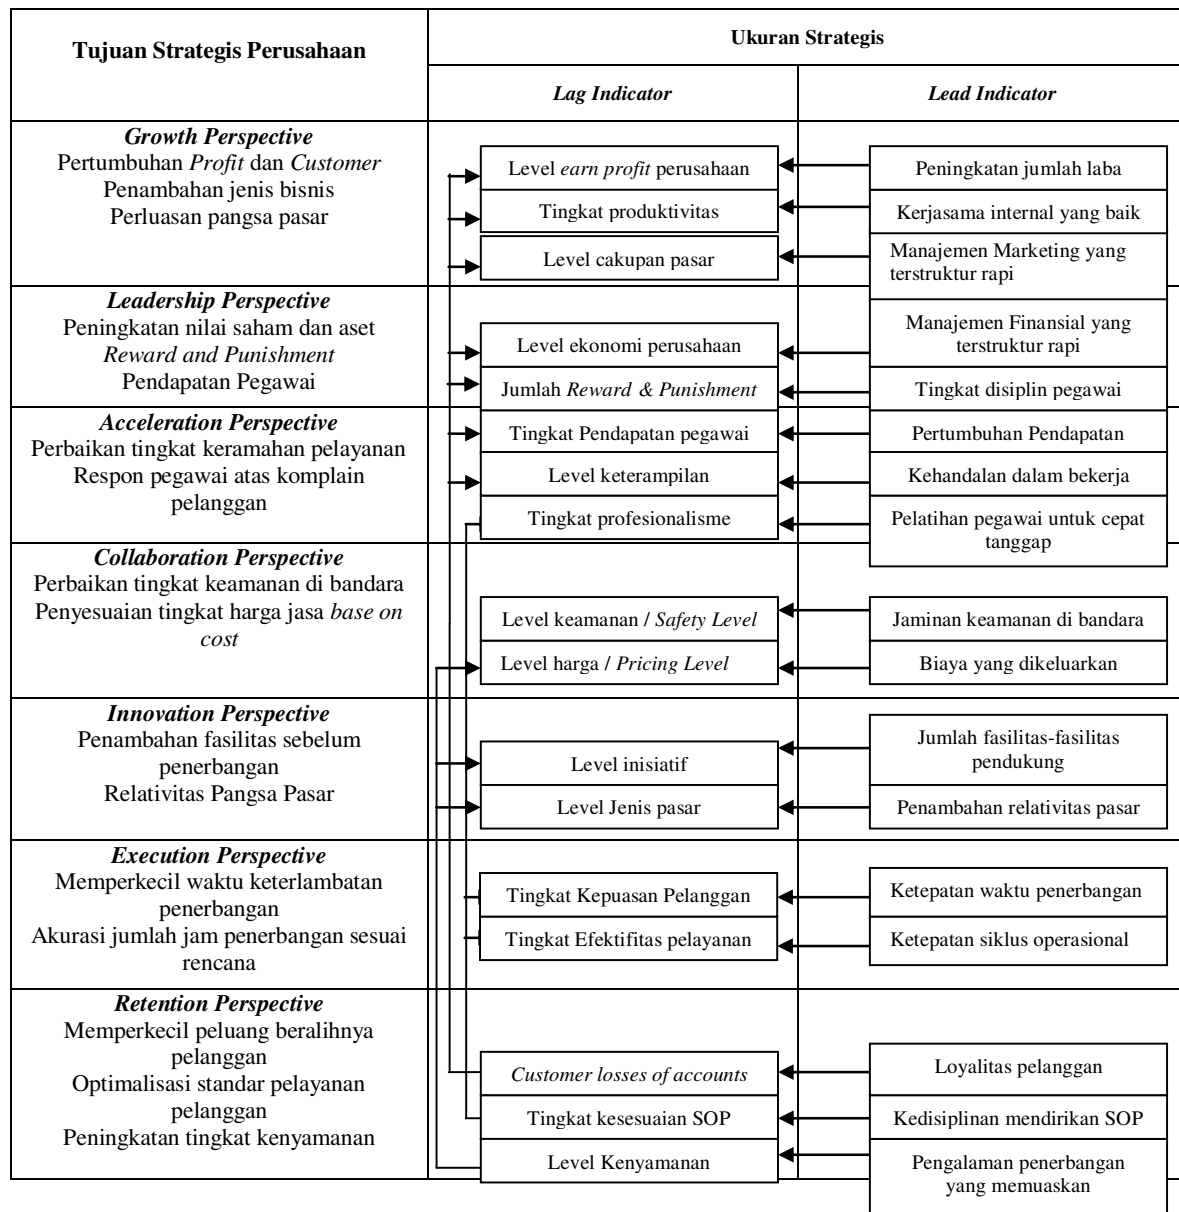 Tujuan Strategis Perusahaan
Ukuran Strategis
Lag Indicator
Lead Indicator
Growth Perspective
Pertumbuhan Profit dan Customer
Penambahan jenis bisnis
Perluasan pangsa pasar
Level earn profit perusahaan
Peningkatan jumlah laba
Tingkat produktivitas
Kerjasama internal yang baik
Level cakupan pasar
Manajemen Marketing yang
terstruktur rapi
Leadership Perspective
Peningkatan nilai saham dan aset
Reward and Punishment
Pendapatan Pegawai
Level ekonomi perusahaan
Manajemen Finansial yang
terstruktur rapi
Jumlah Reward & Punishment
Tingkat disiplin pegawai
Acceleration Perspective
Perbaikan tingkat keramahan pelayanan
Respon pegawai atas komplain
pelanggan
Tingkat Pendapatan pegawai
Pertumbuhan Pendapatan
Level keterampilan
Kehandalan dalam bekerja
Tingkat profesionalisme
Pelatihan pegawai untuk cepat
tanggap
Collaboration Perspective
Perbaikan tingkat keamanan di bandara
Penyesuaian tingkat harga jasa base on
cost
Level keamanan / Safety Level
Jaminan keamanan di bandara
Level harga / Pricing Level
Biaya yang dikeluarkan
Innovation Perspective
Penambahan fasilitas sebelum
penerbangan
Relativitas Pangsa Pasar
Level inisiatif
Jumlah fasilitas-fasilitas
pendukung
Level Jenis pasar
Penambahan relativitas pasar
Execution Perspective
Memperkecil waktu keterlambatan
penerbangan
Akurasi jumlah jam penerbangan sesuai
rencana
Tingkat Kepuasan Pelanggan
Ketepatan waktu penerbangan
Tingkat Efektifitas pelayanan
Ketepatan siklus operasional
Retention Perspective
Memperkecil peluang beralihnya
pelanggan
Optimalisasi standar pelayanan
pelanggan
Peningkatan tingkat kenyamanan
Customer losses of accounts
Loyalitas pelanggan
Tingkat kesesuaian SOP
Kedisiplinan mendirikan SOP
Level Kenyamanan
Pengalaman penerbangan
yang memuaskan